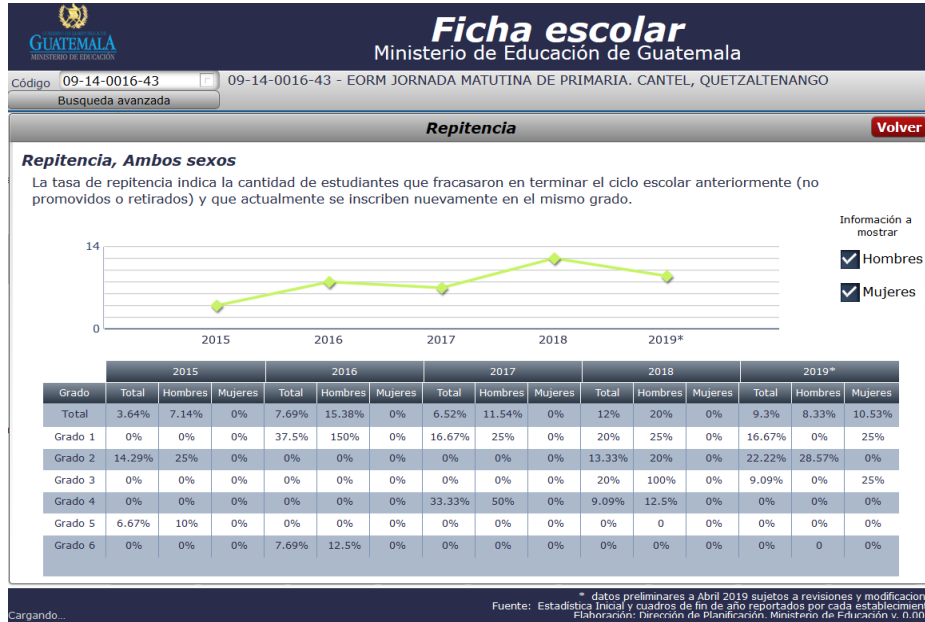 GUATEMALA
MINISTERIO DE EDUCACIÓN
Ficha escolar
Ministerio de Educación de Guatemala
Código 09-14-0016-43 09-14-0016-43 - EORM JORNADA MATUTINA DE PRIMARIA. CANTEL, QUETZALTENANGO
Busqueda avanzada
Repitencia
Volver
Repitencia, Ambos sexos
La tasa de repitencia indica la cantidad de estudiantes que fracasaron en terminar el ciclo escolar anteriormente (no
promovidos o retirados) y que actualmente se inscriben nuevamente en el mismo grado.
Información a
mostrar
Hombres
Mujeres
14
0
2015 2016 2017 2018 2019*
2015 2016 2017 2018 2019*
Grado Total Hombres Mujeres Total Hombres Mujeres Total Hombres Mujeres Total Hombres Mujeres Total Hombres Mujeres
Total 3.64% 7.14% 0% 7.69% 15.38% 0% 6.52% 11.54% 0% 12% 20% 0% 9.3% 8.33% 10.53%
Grado 1 0% 0% 0% 37.5% 150% 0% 16.67% 25% 0% 20% 25% 0% 16.67% 0% 25%
Grado 2 14.29% 25% 0% 0% 0% 0% 0% 0% 0% 13.33% 20% 0% 22.22% 28.57% 0%
Grado 3 0% 0% 0% 0% 0% 0% 0% 0% 0% 20% 100% 0% 9.09% 0% 25%
Grado 4 0% 0% 0% 0% 0% 0% 33.33% 50% 0% 9.09% 12.5% 0% 0% 0% 0%
Grado 5 6.67% 10% 0% 0% 0% 0% 0% 0% 0% 0% 0 0% 0% 0% 0%
Grado 6 0% 0% 0% 7.69% 12.5% 0% 0% 0% 0% 0% 0% 0% 0% 0 0%
* datos preliminares a Abril 2019 sujetos a revisiones y modificacion
Fuente: Estadística Inicial y cuadros de fin de año reportados por cada establecimien
Cargando... Elaboración: Dirección de Planificación, Ministerio de Educación v. 0.00